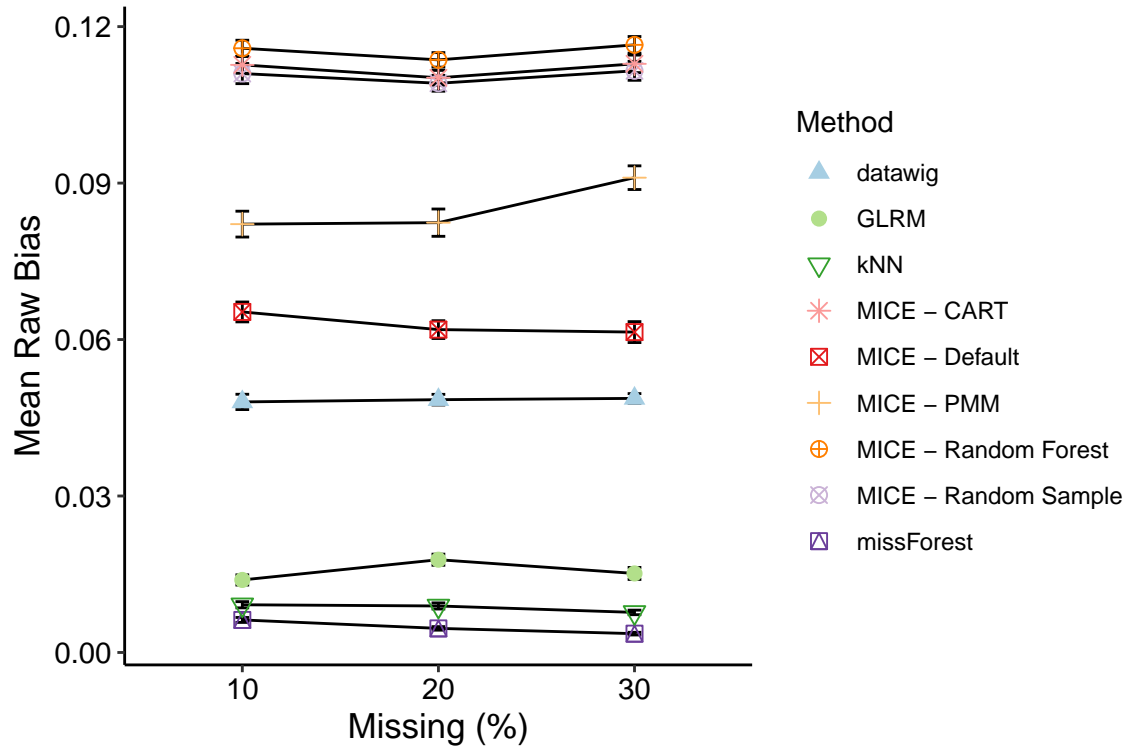 0.12
0.09
0.06
0.03
0.00
Mean Raw Bias
10
20
30
Missing (%)
Method
datawig
GLRM
kNN
MICE − CART
MICE − Default
MICE − PMM
MICE − Random Forest
MICE − Random Sample
missForest